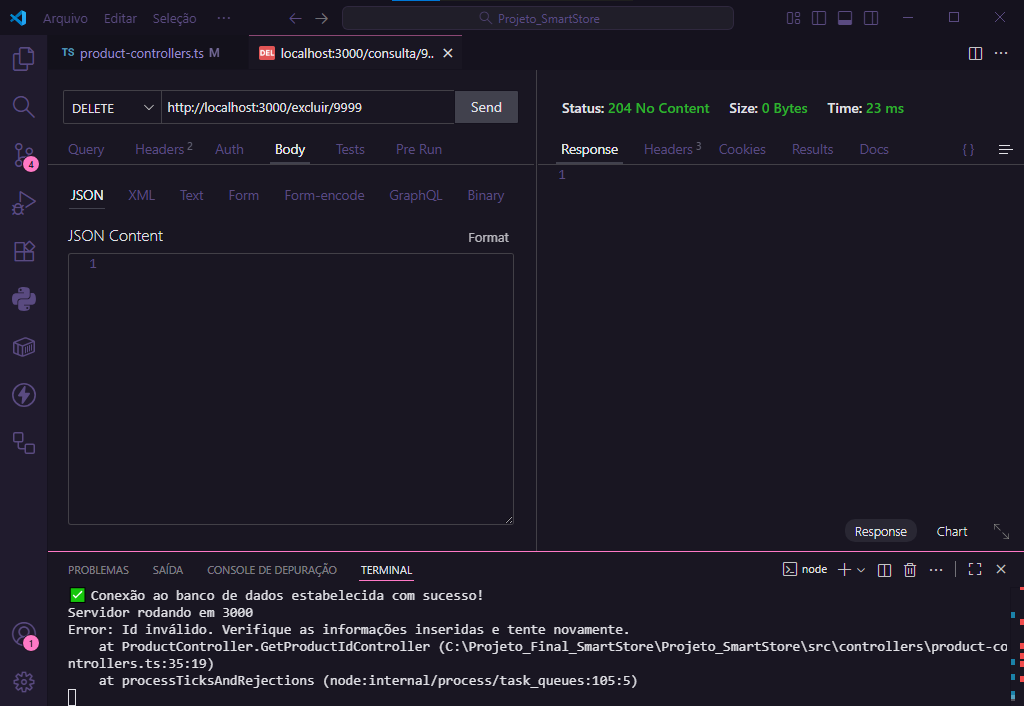 Arquivo Editar Seleção ··· Projeto_SmartStore
TS product-controllers.ts M DEL localhost:3000/consulta/9..
DELETE http://localhost:3000/excluir/9999 Send
Status: 204 No Content Size: 0 Bytes Time: 23 ms
Query Headers 2 Auth Body Tests Pre Run
Response Headers 3 Cookies Results Docs { }
1
JSON XML Text Form Form-encode GraphQL Binary
JSON Content Format
1
4
Response Chart
PROBLEMAS SAÍDA CONSOLE DE DEPURAÇÃO TERMINAL node
✅ Conexão ao banco de dados estabelecida com sucesso!
Servidor rodando em 3000
Error: Id inválido. Verifique as informações inseridas e tente novamente.
at ProductController.GetProductIdController (C:\Projeto_Final_SmartStore\Projeto_SmartStore\src\controllers\product-co
ntrollers.ts:35:19)
at processTicksAndRejections (node:internal/process/task_queues:105:5)
1